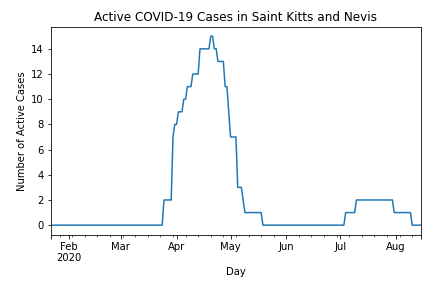 Active COVID-19 Cases in Saint Kitts and Nevis
Number of Active Cases
14
12
10
8
6
4
2
0
Feb Mar Apr May Jun Jul Aug
2020
Day